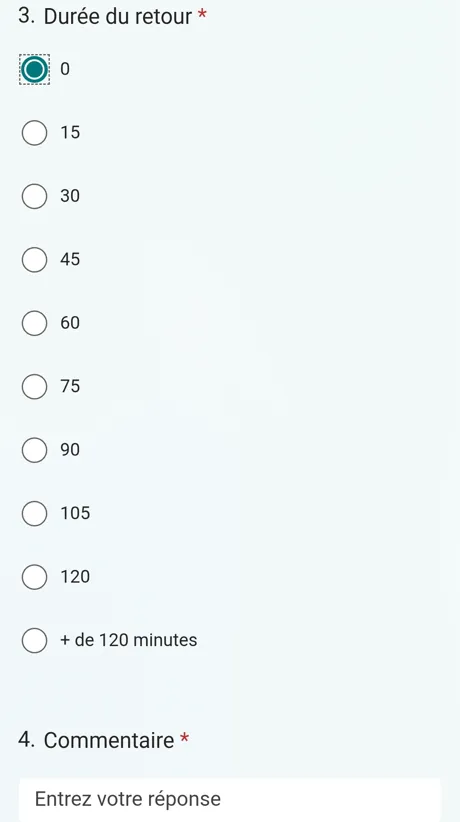 3. Durée du retour *
0
15
30
45
60
75
90
105
120
+ de 120 minutes
4. Commentaire *
Entrez votre réponse